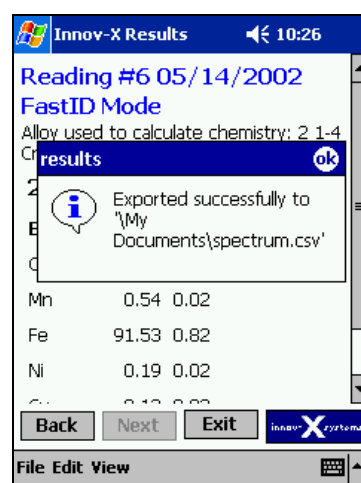 Innov-X Results 10:26
Reading #6 05/14/2002
FastID Mode
Alloy used to calculate chemistry: 2 1-4
results ok
Exported successfully to
'\My
Documents\spectrum.csv'
Mn 0.54 0.02
Fe 91.53 0.82
Ni 0.19 0.02
Back Next Exit innov-X systems
File Edit View